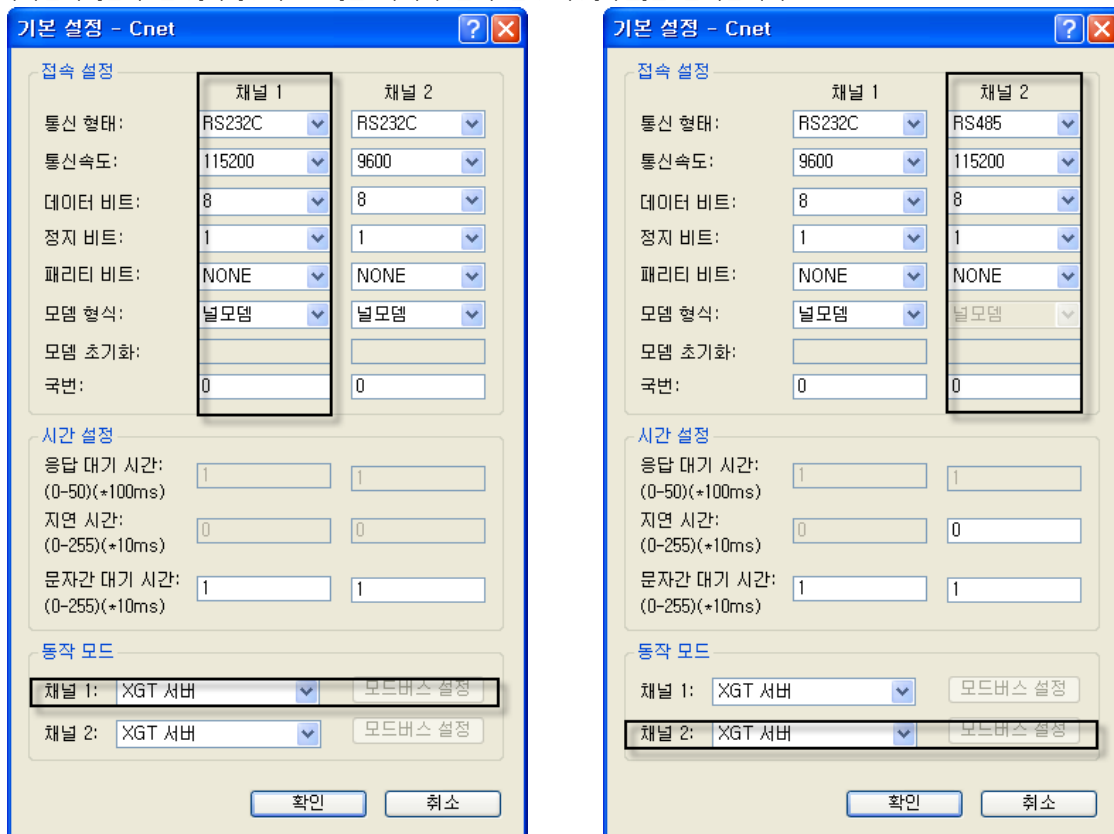 기본 설정 - Cnet
접속 설정
채널 1 채널 2
통신 형태: RS232C RS232C
통신속도: 115200 9600
데이터 비트: 8 8
정지 비트: 1 1
패리티 비트: NONE NONE
모뎀 형식: 널모뎀 널모뎀
모뎀 초기화:
국번: 0 0
시간 설정
응답 대기 시간: 1 1
(0-50)(*100ms)
지연 시간: 0 0
(0-255)(*10ms)
문자간 대기 시간: 1 1
(0-255)(*10ms)
동작 모드
채널 1: XGT 서버 모드버스 설정
채널 2: XGT 서버 모드버스 설정
확인 취소
기본 설정 - Cnet
접속 설정
채널 1 채널 2
통신 형태: RS232C RS485
통신속도: 9600 115200
데이터 비트: 8 8
정지 비트: 1 1
패리티 비트: NONE NONE
모뎀 형식: 널모뎀 널모뎀
모뎀 초기화:
국번: 0 0
시간 설정
응답 대기 시간: 1 1
(0-50)(*100ms)
지연 시간: 0 0
(0-255)(*10ms)
문자간 대기 시간: 1 1
(0-255)(*10ms)
동작 모드
채널 1: XGT 서버 모드버스 설정
채널 2: XGT 서버 모드버스 설정
확인 취소